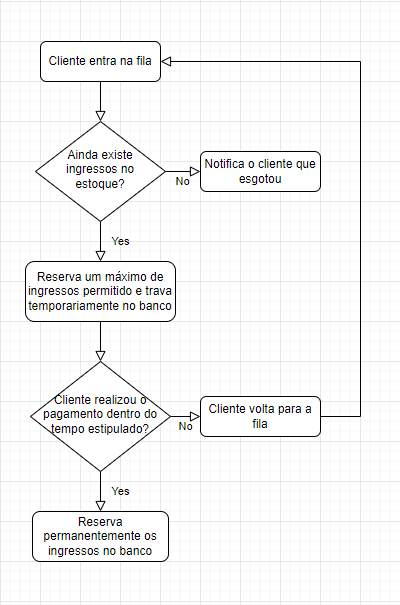 Cliente entra na fila
Ainda existe
ingressos no
estoque?
No
Notifica o cliente que
esgotou
Yes
Reserva um máximo de
ingressos permitido e trava
temporariamente no banco
Cliente realizou o
pagamento dentro do
tempo estipulado?
No
Cliente volta para a
fila
Yes
Reserva
permanentemente os
ingressos no banco